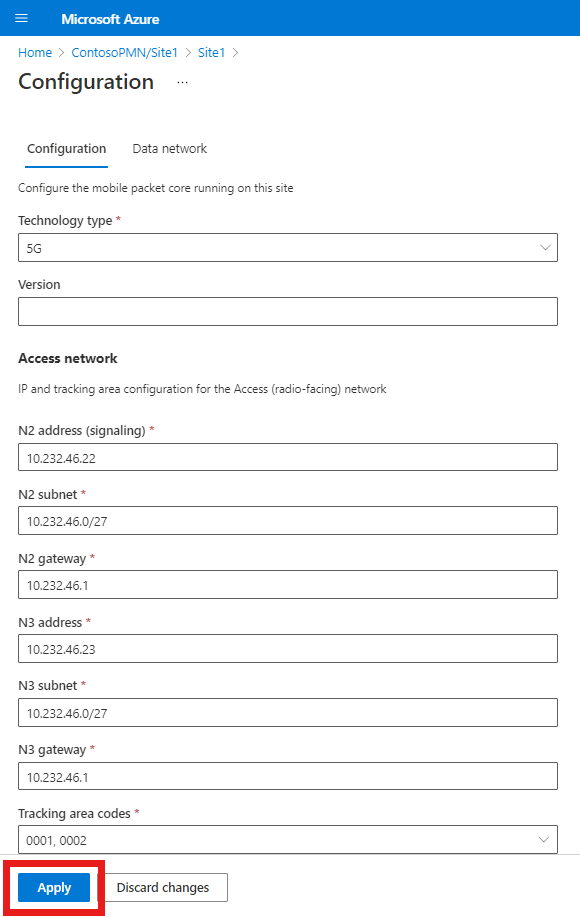 Microsoft Azure
Home > ContosoPMN/Site1 > Site1 >
Configuration ...
Configuration Data network
Configure the mobile packet core running on this site
Technology type *
5G
Version
Access network
IP and tracking area configuration for the Access (radio-facing) network
N2 address (signaling) *
10.232.46.22
N2 subnet *
10.232.46.0/27
N2 gateway *
10.232.46.1
N3 address *
10.232.46.23
N3 subnet *
10.232.46.0/27
N3 gateway *
10.232.46.1
Tracking area codes *
0001, 0002
Apply Discard changes